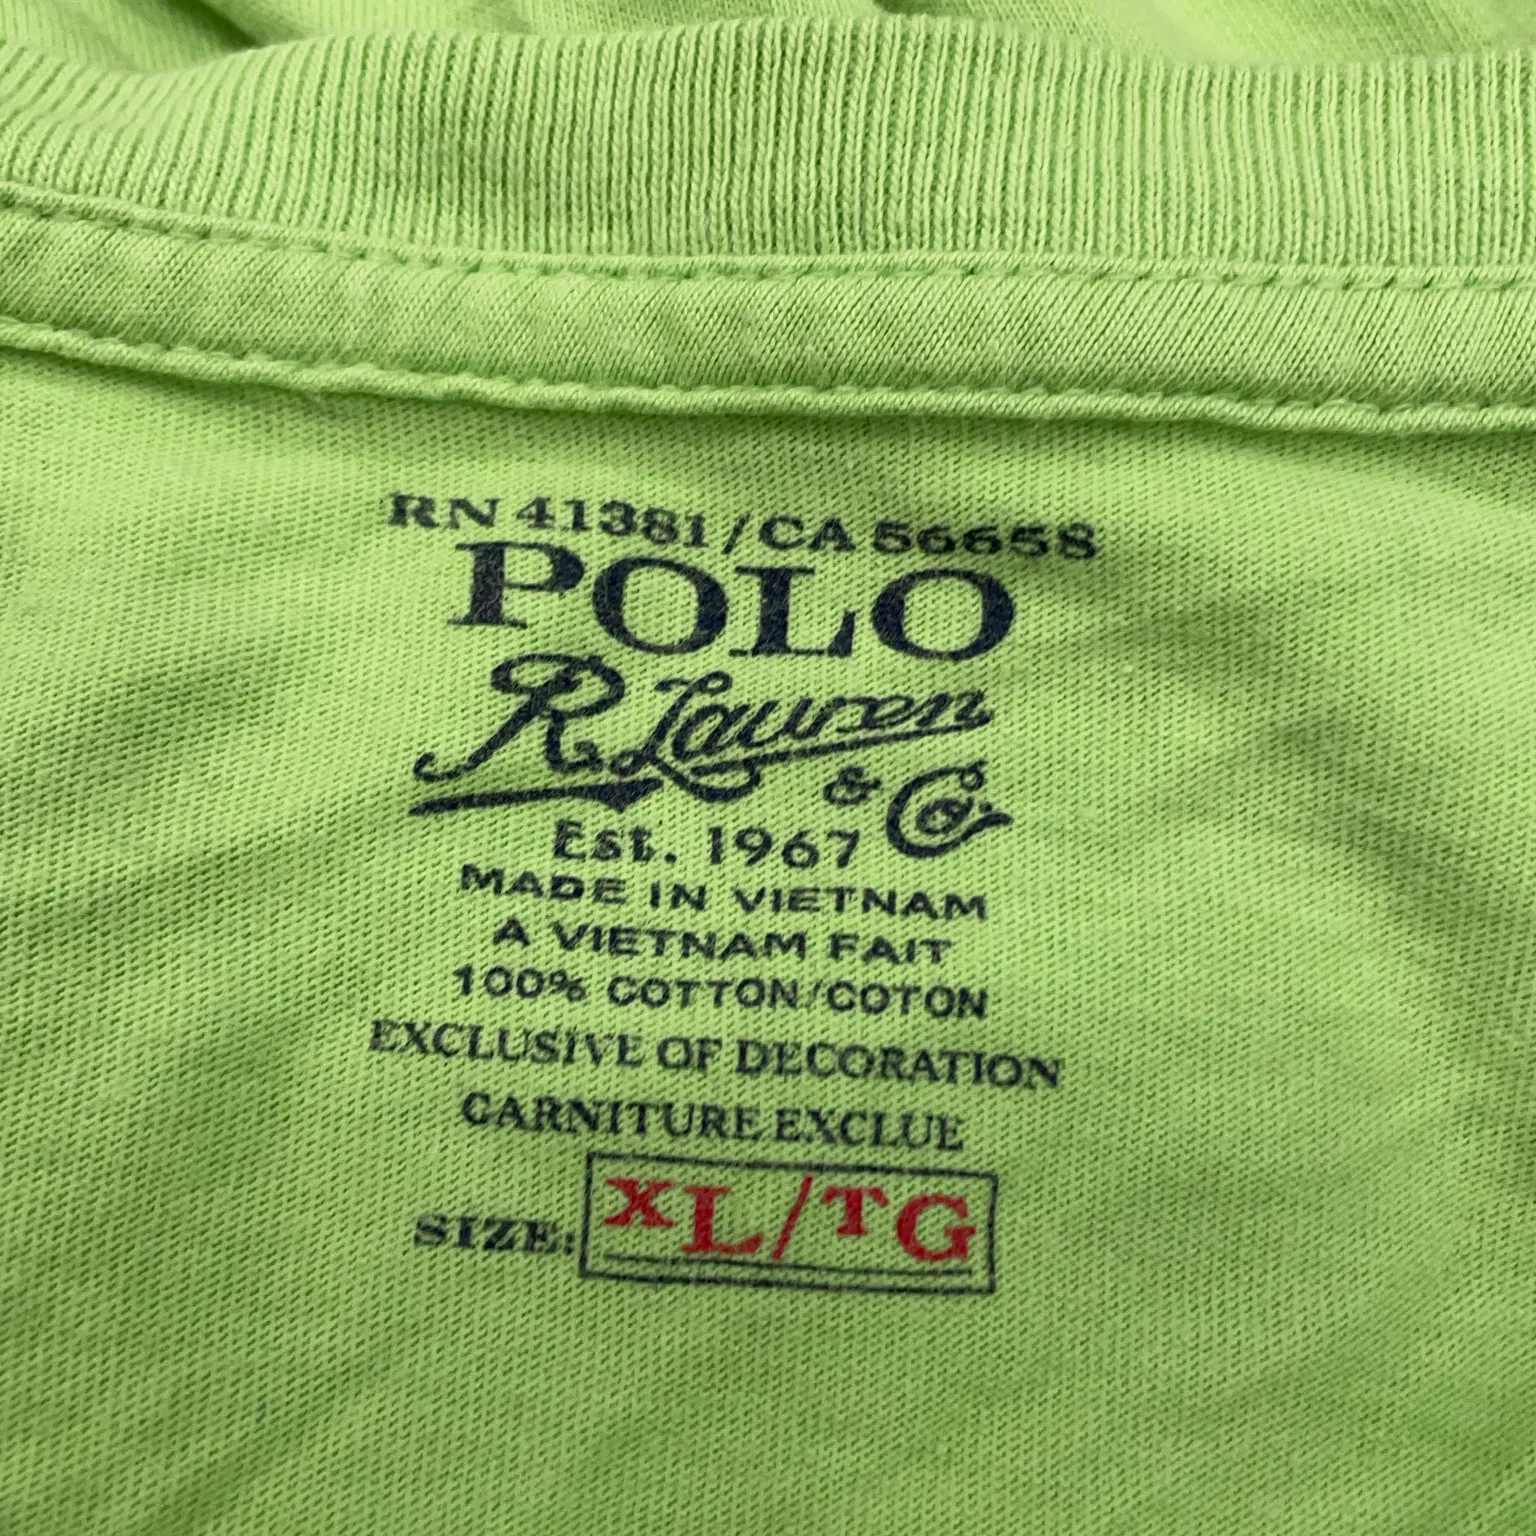 RN 41381/CA 56658
POLO
R Lauren
& Co.
Est. 1967
MADE IN VIETNAM
A VIETNAM FAIT
100% COTTON/COTON
EXCLUSIVE OF DECORATION
GARNITURE EXCLUE
SIZE: XL/TG